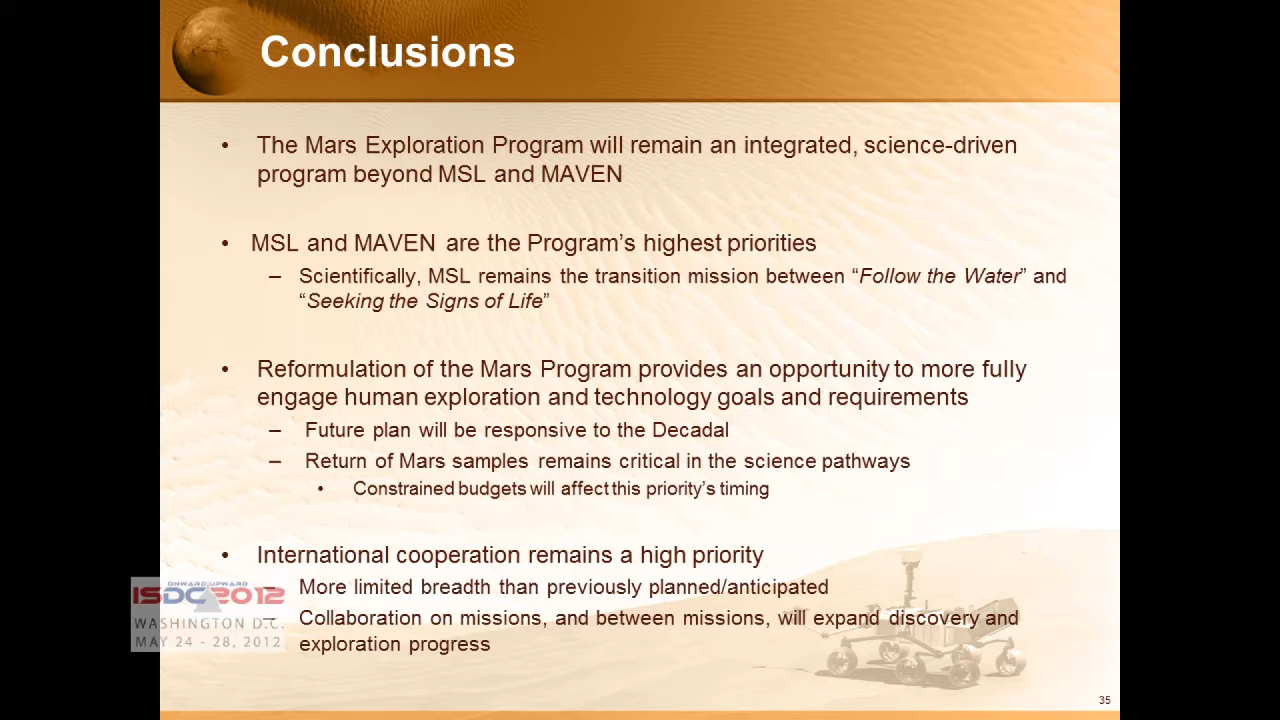 Conclusions
• The Mars Exploration Program will remain an integrated, science-driven
program beyond MSL and MAVEN
• MSL and MAVEN are the Program’s highest priorities
– Scientifically, MSL remains the transition mission between “Follow the Water” and
“Seeking the Signs of Life”
• Reformulation of the Mars Program provides an opportunity to more fully
engage human exploration and technology goals and requirements
– Future plan will be responsive to the Decadal
– Return of Mars samples remains critical in the science pathways
• Constrained budgets will affect this priority’s timing
• International cooperation remains a high priority
– More limited breadth than previously planned/anticipated
– Collaboration on missions, and between missions, will expand discovery and
exploration progress
ONWARD UPWARD
ISDC 2012
WASHINGTON D.C.
MAY 24 - 28, 2012
35